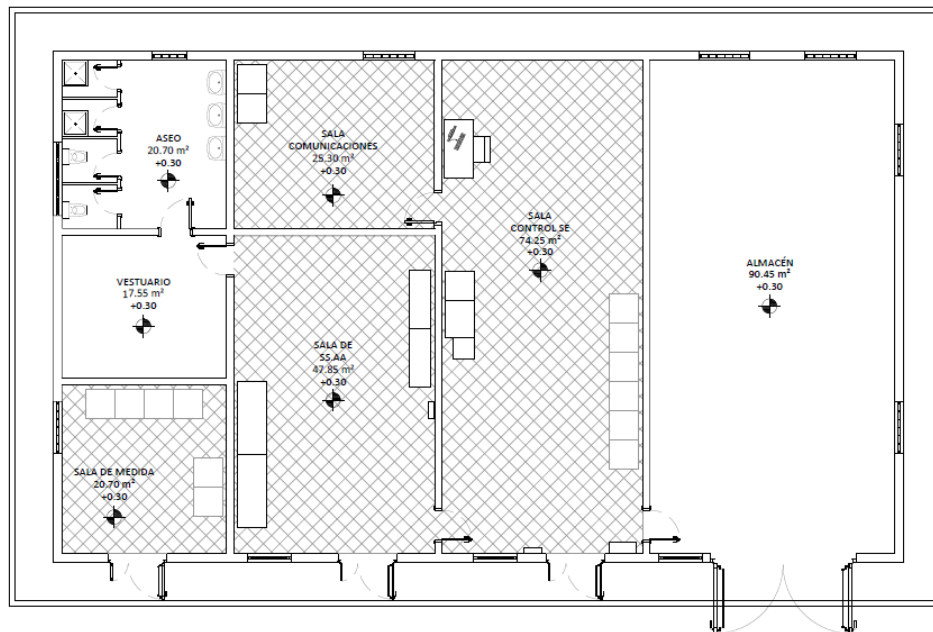 ASEO
20.70 m²
+0.30
SALA
COMUNICACIONES
25.30 m²
+0.30
SALA
CONTROL SE
74.25 m²
+0.30
ALMACÉN
90.45 m²
+0.30
VESTUARIO
17.55 m²
+0.30
SALA DE
SS.AA
47.85 m²
+0.30
SALA DE MEDIDA
20.70 m²
+0.30